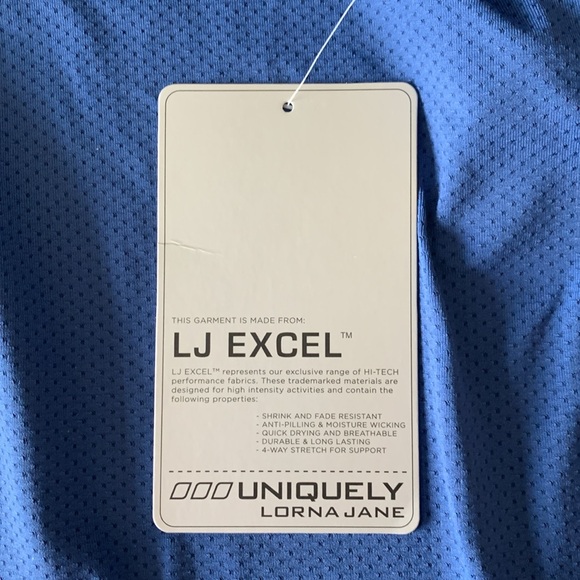 THIS GARMENT IS MADE FROM:
LJ EXCEL™
LJ EXCEL™ represents our exclusive range of HI-TECH
performance fabrics. These trademarked materials are
designed for high intensity activities and contain the
following properties:
- SHRINK AND FADE RESISTANT
- ANTI-PILLING & MOISTURE WICKING
- QUICK DRYING AND BREATHABLE
- DURABLE & LONG LASTING
- 4-WAY STRETCH FOR SUPPORT
UNIQUELY
LORNA JANE